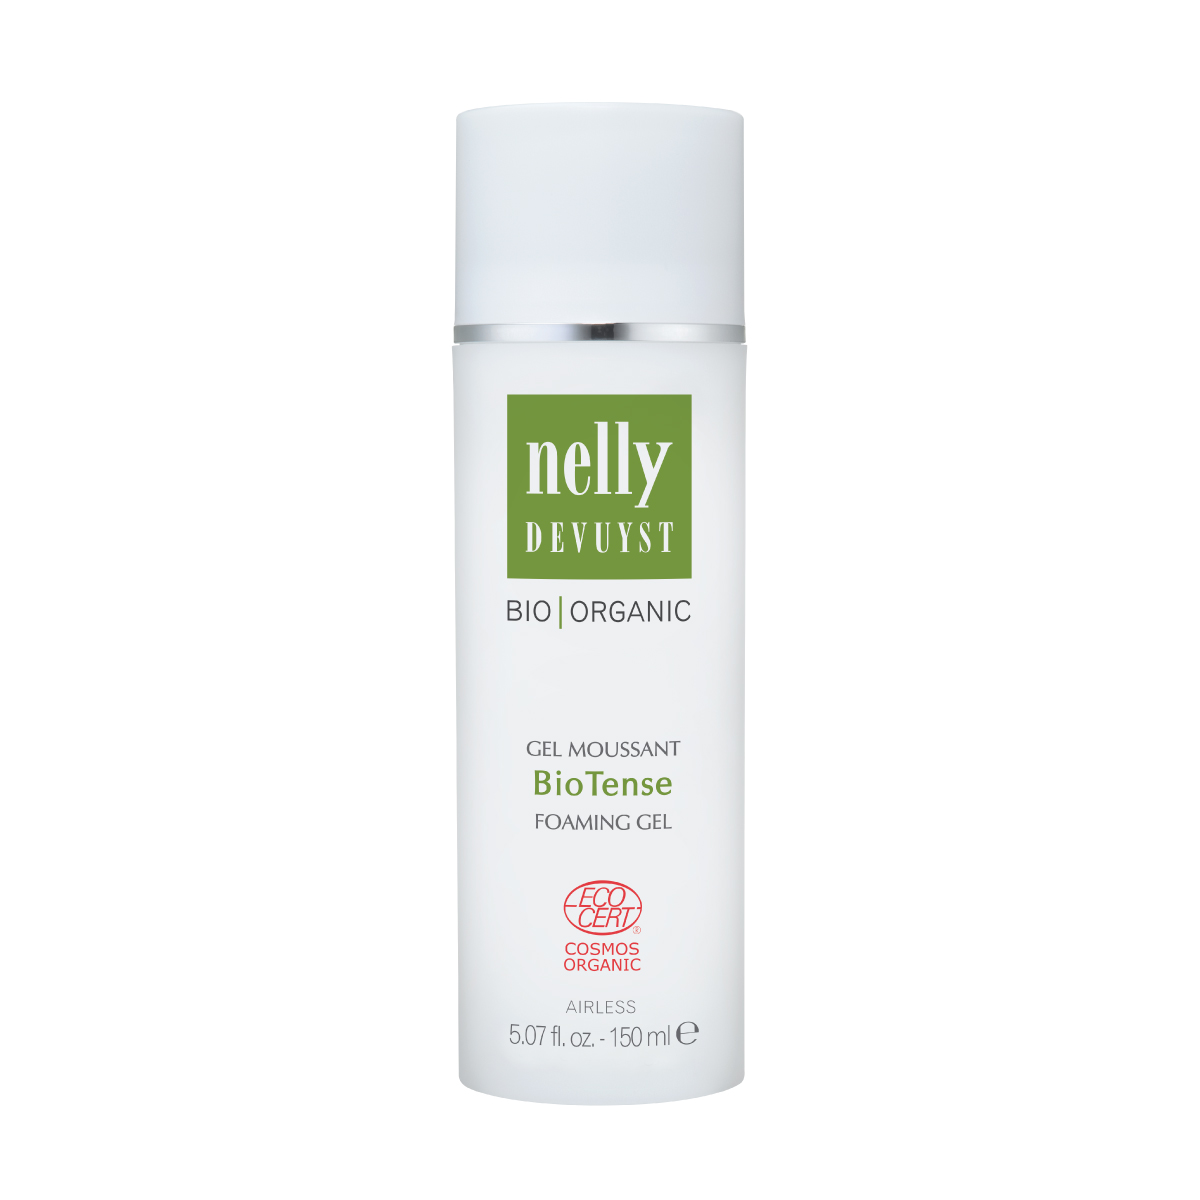 nelly
DEVUYST
BIO | ORGANIC
GEL MOUSSANT
BioTense
FOAMING GEL
ECO
CERT®
COSMOS
ORGANIC
AIRLESS
5.07 fl. oz. - 150 ml ℮